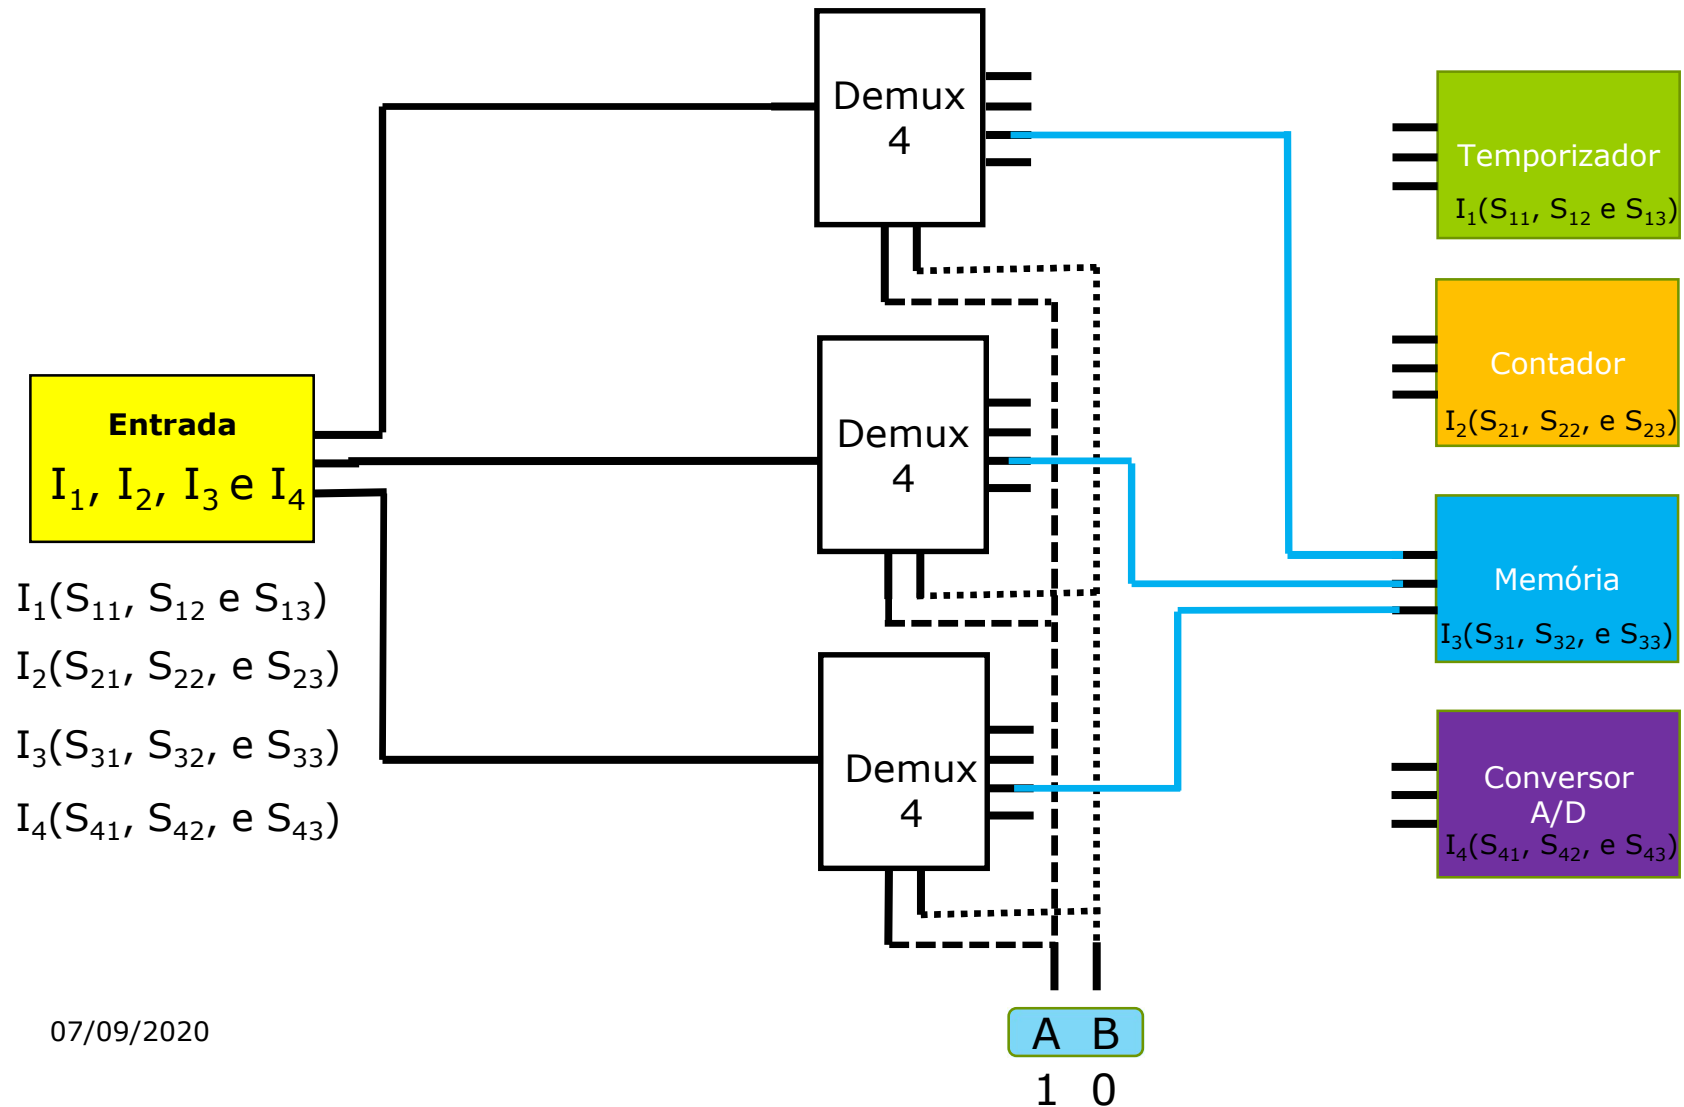 Demux
4
Temporizador
I₁(S₁₁, S₁₂ e S₁₃)
Contador
I₂(S₂₁, S₂₂, e S₂₃)
Entrada
I₁, I₂, I₃ e I₄
Demux
4
Memória
I₃(S₃₁, S₃₂, e S₃₃)
I₁(S₁₁, S₁₂ e S₁₃)
I₂(S₂₁, S₂₂, e S₂₃)
I₃(S₃₁, S₃₂, e S₃₃)
I₄(S₄₁, S₄₂, e S₄₃)
Demux
4
Conversor
A/D
I₄(S₄₁, S₄₂, e S₄₃)
07/09/2020
A B
1 0